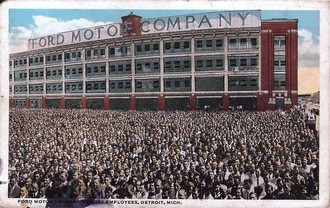 FORD MOTOR COMPANY
FORD MOTOR EMPLOYEES, DETROIT, MICH.